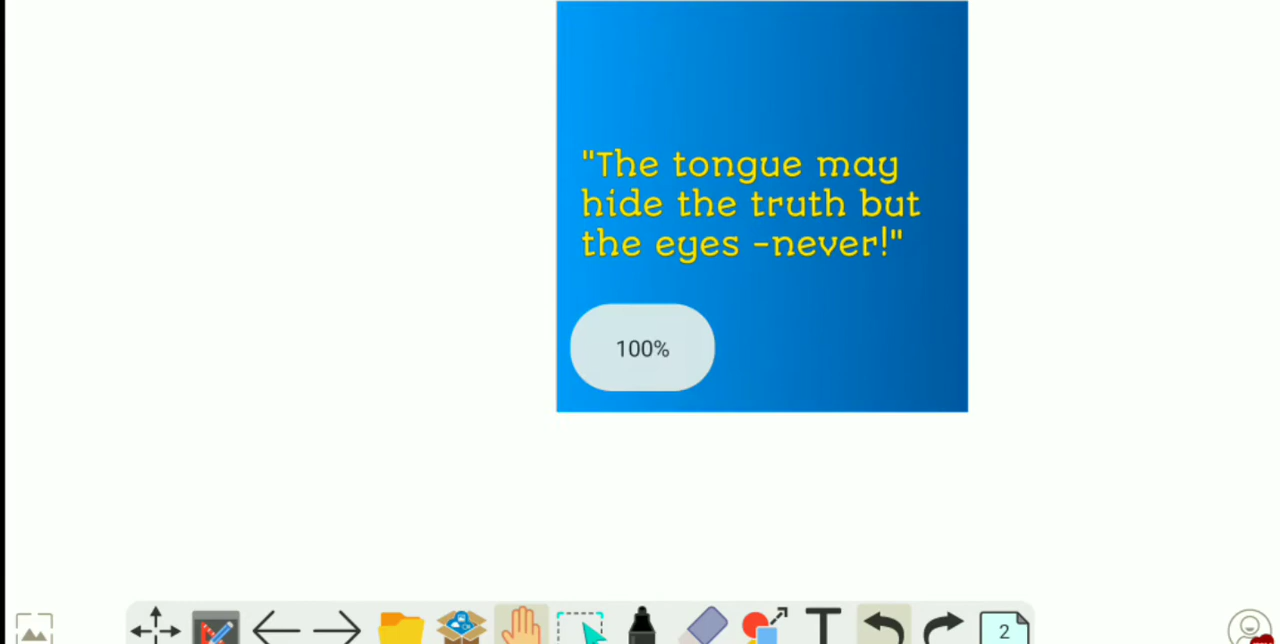 "The tongue may
hide the truth but
the eyes -never!"
100%
T
2